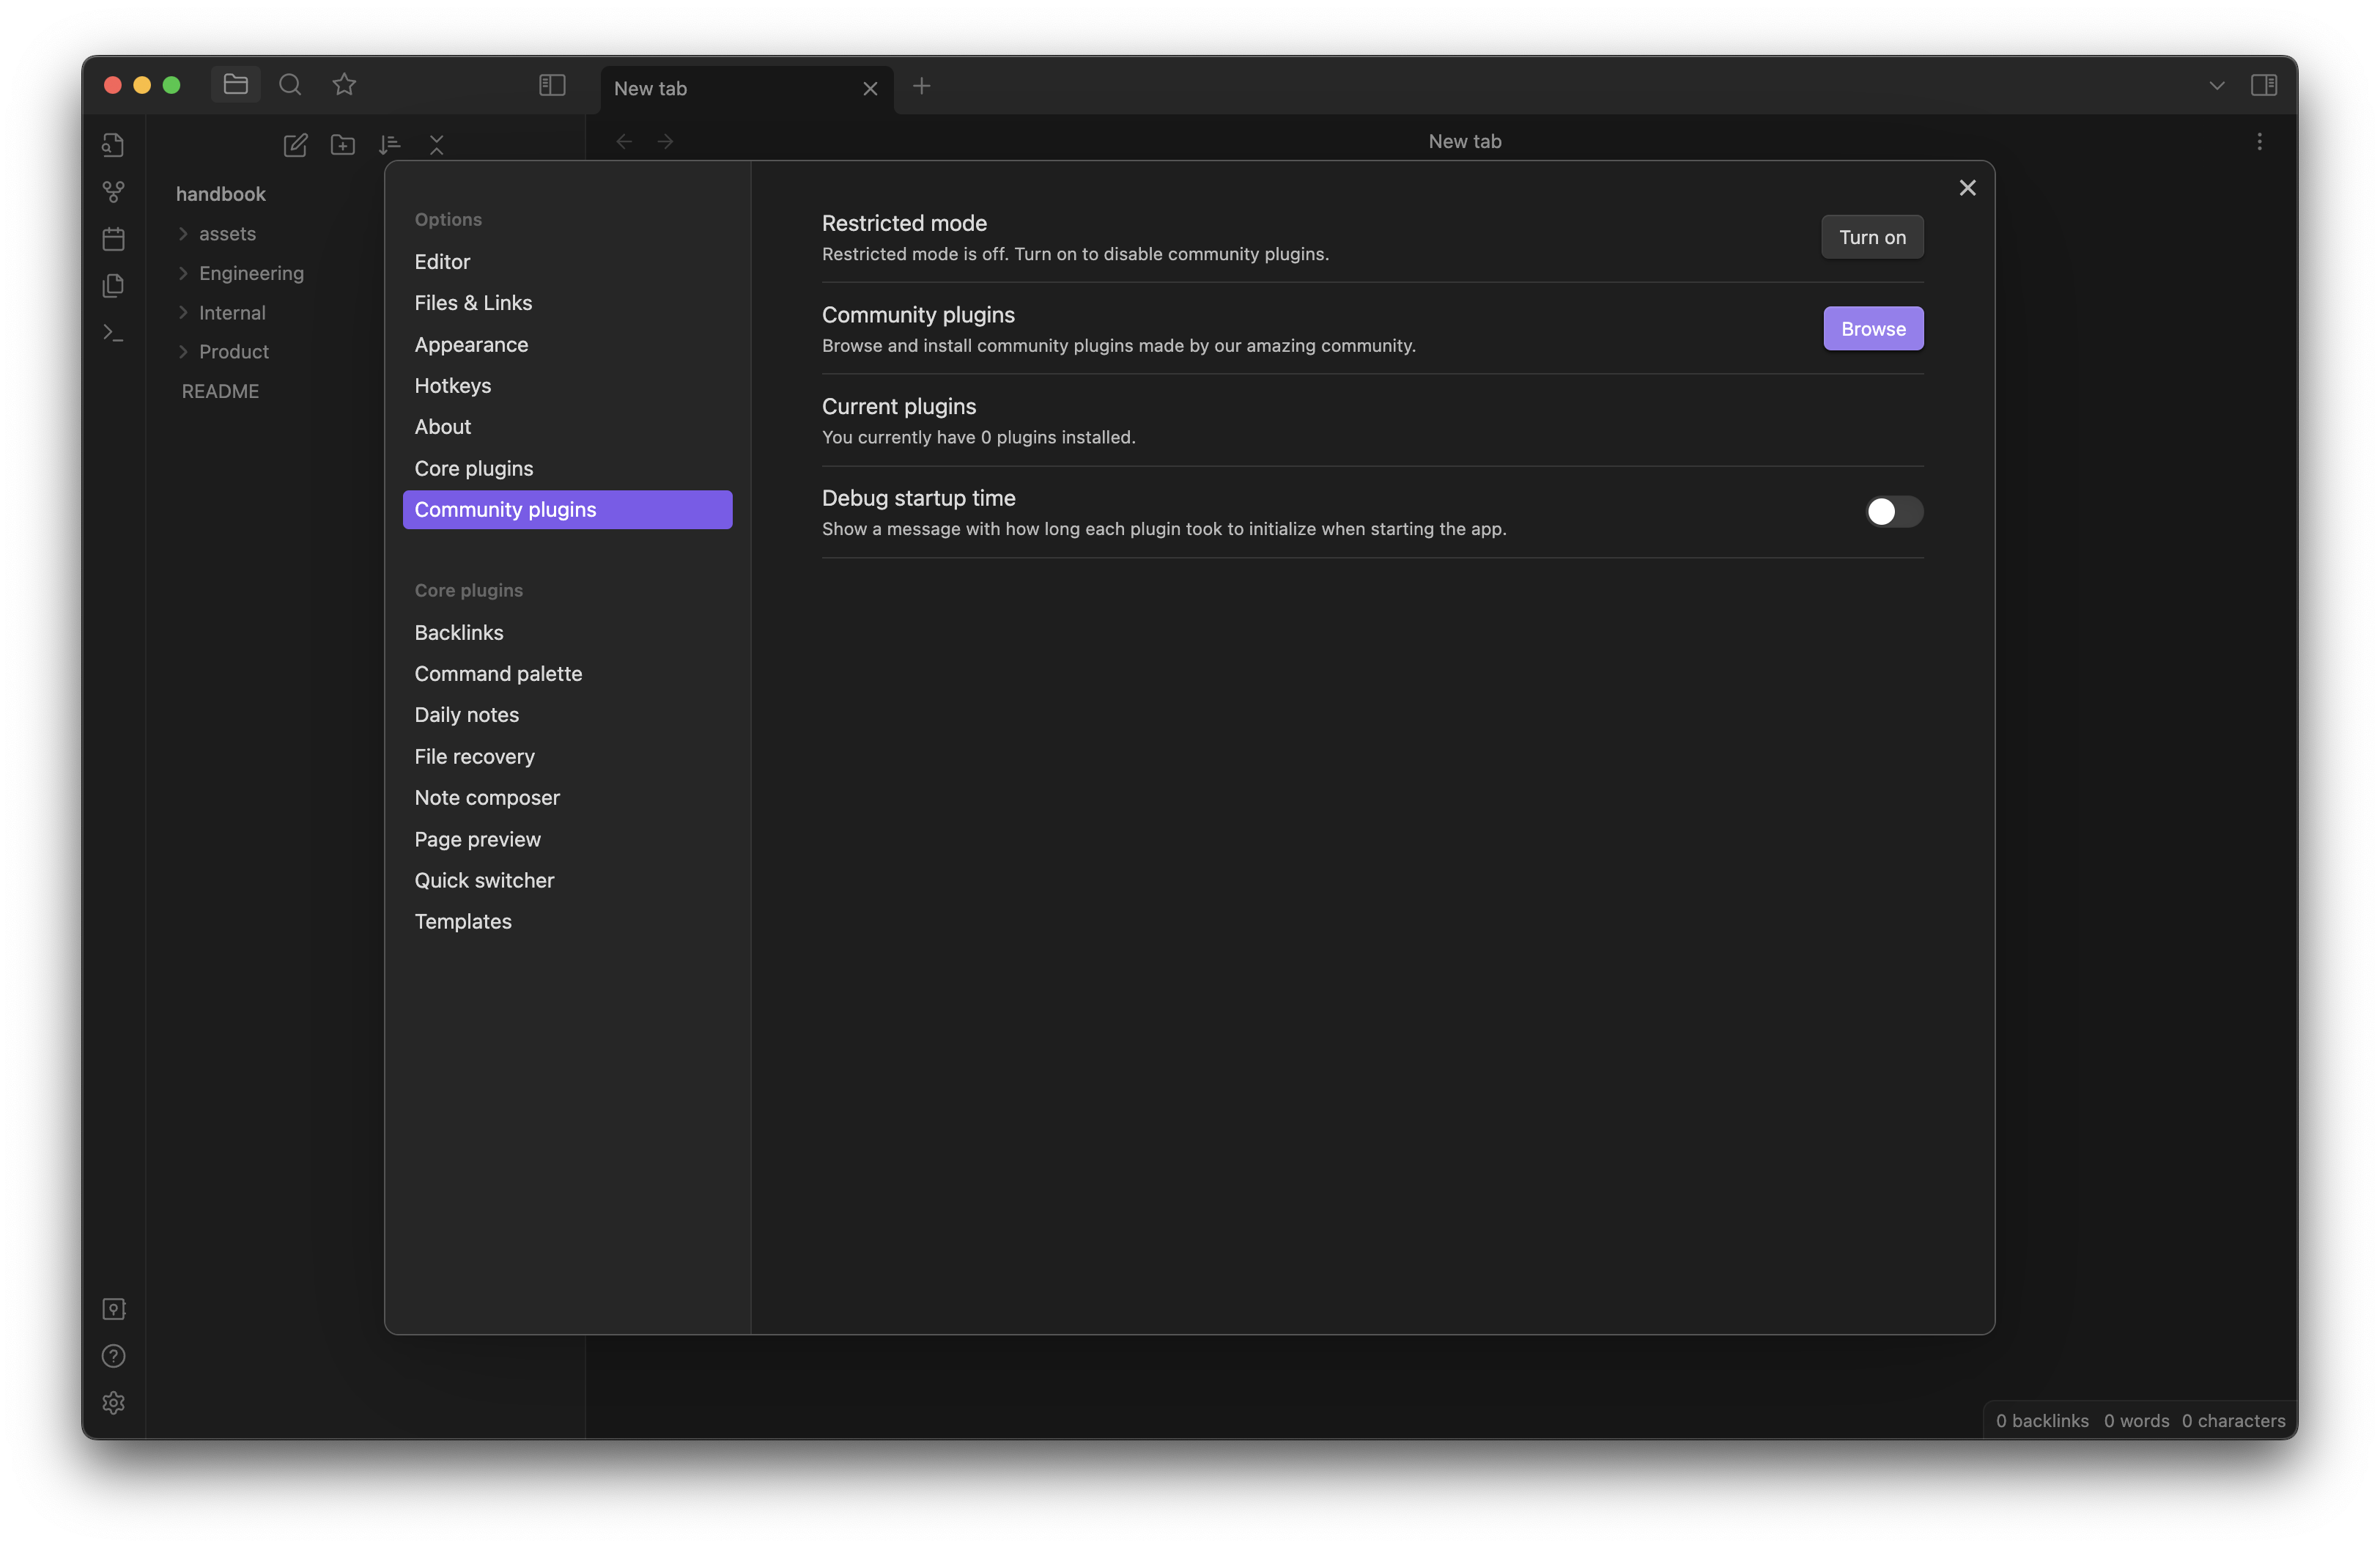 New tab
New tab
handbook
assets
Engineering
Internal
Product
README
Options
Editor
Files & Links
Appearance
Hotkeys
About
Core plugins
Community plugins
Core plugins
Backlinks
Command palette
Daily notes
File recovery
Note composer
Page preview
Quick switcher
Templates
Restricted mode
Restricted mode is off. Turn on to disable community plugins.
Turn on
Community plugins
Browse and install community plugins made by our amazing community.
Browse
Current plugins
You currently have 0 plugins installed.
Debug startup time
Show a message with how long each plugin took to initialize when starting the app.
0 backlinks 0 words 0 characters